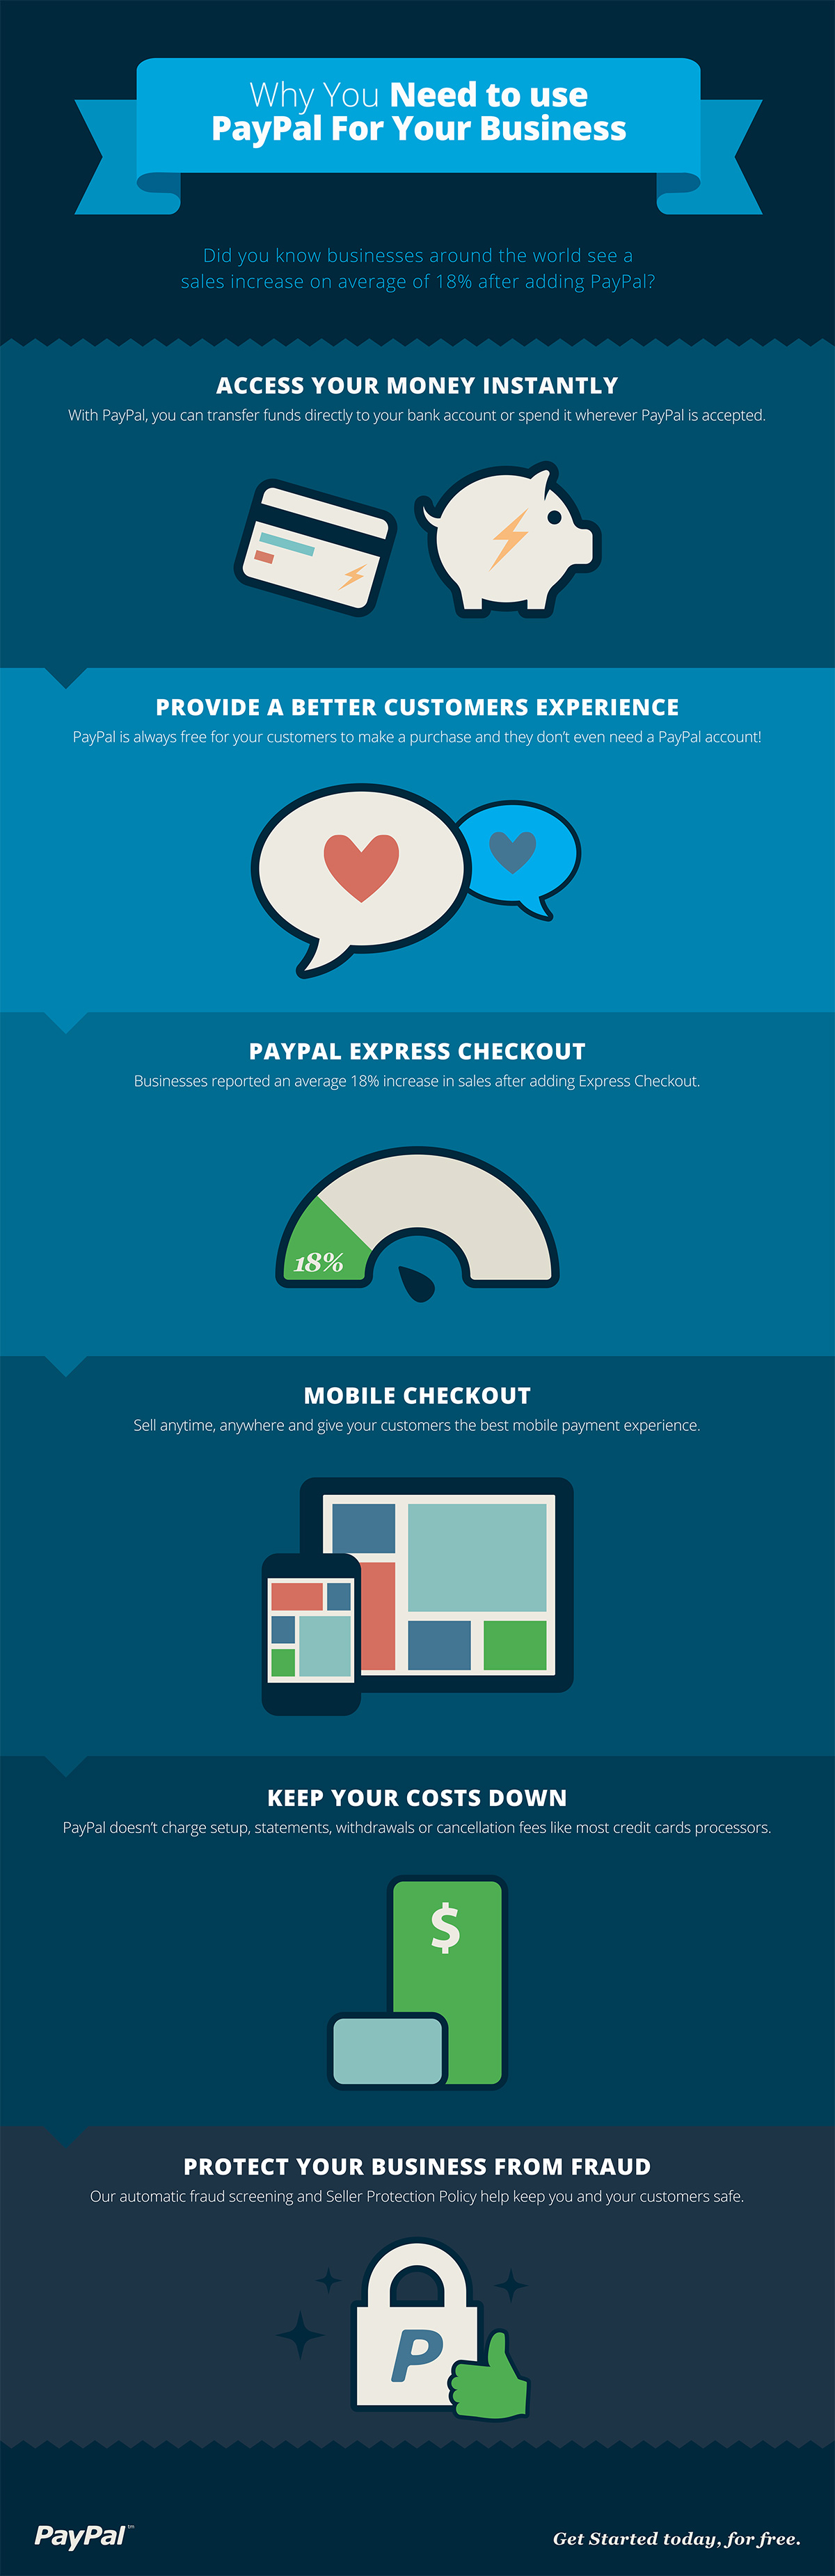 Why You Need to use
PayPal For Your Business
Did you know businesses around the world see a
sales increase on average of 18% after adding PayPal?
ACCESS YOUR MONEY INSTANTLY
With PayPal, you can transfer funds directly to your bank account or spend it wherever PayPal is accepted.
PROVIDE A BETTER CUSTOMERS EXPERIENCE
PayPal is always free for your customers to make a purchase and they don’t even need a PayPal account!
PAYPAL EXPRESS CHECKOUT
Businesses reported an average 18% increase in sales after adding Express Checkout.
18%
MOBILE CHECKOUT
Sell anytime, anywhere and give your customers the best mobile payment experience.
KEEP YOUR COSTS DOWN
PayPal doesn’t charge setup, statements, withdrawals or cancellation fees like most credit cards processors.
$
PROTECT YOUR BUSINESS FROM FRAUD
Our automatic fraud screening and Seller Protection Policy help keep you and your customers safe.
P
PayPal™
Get Started today, for free.